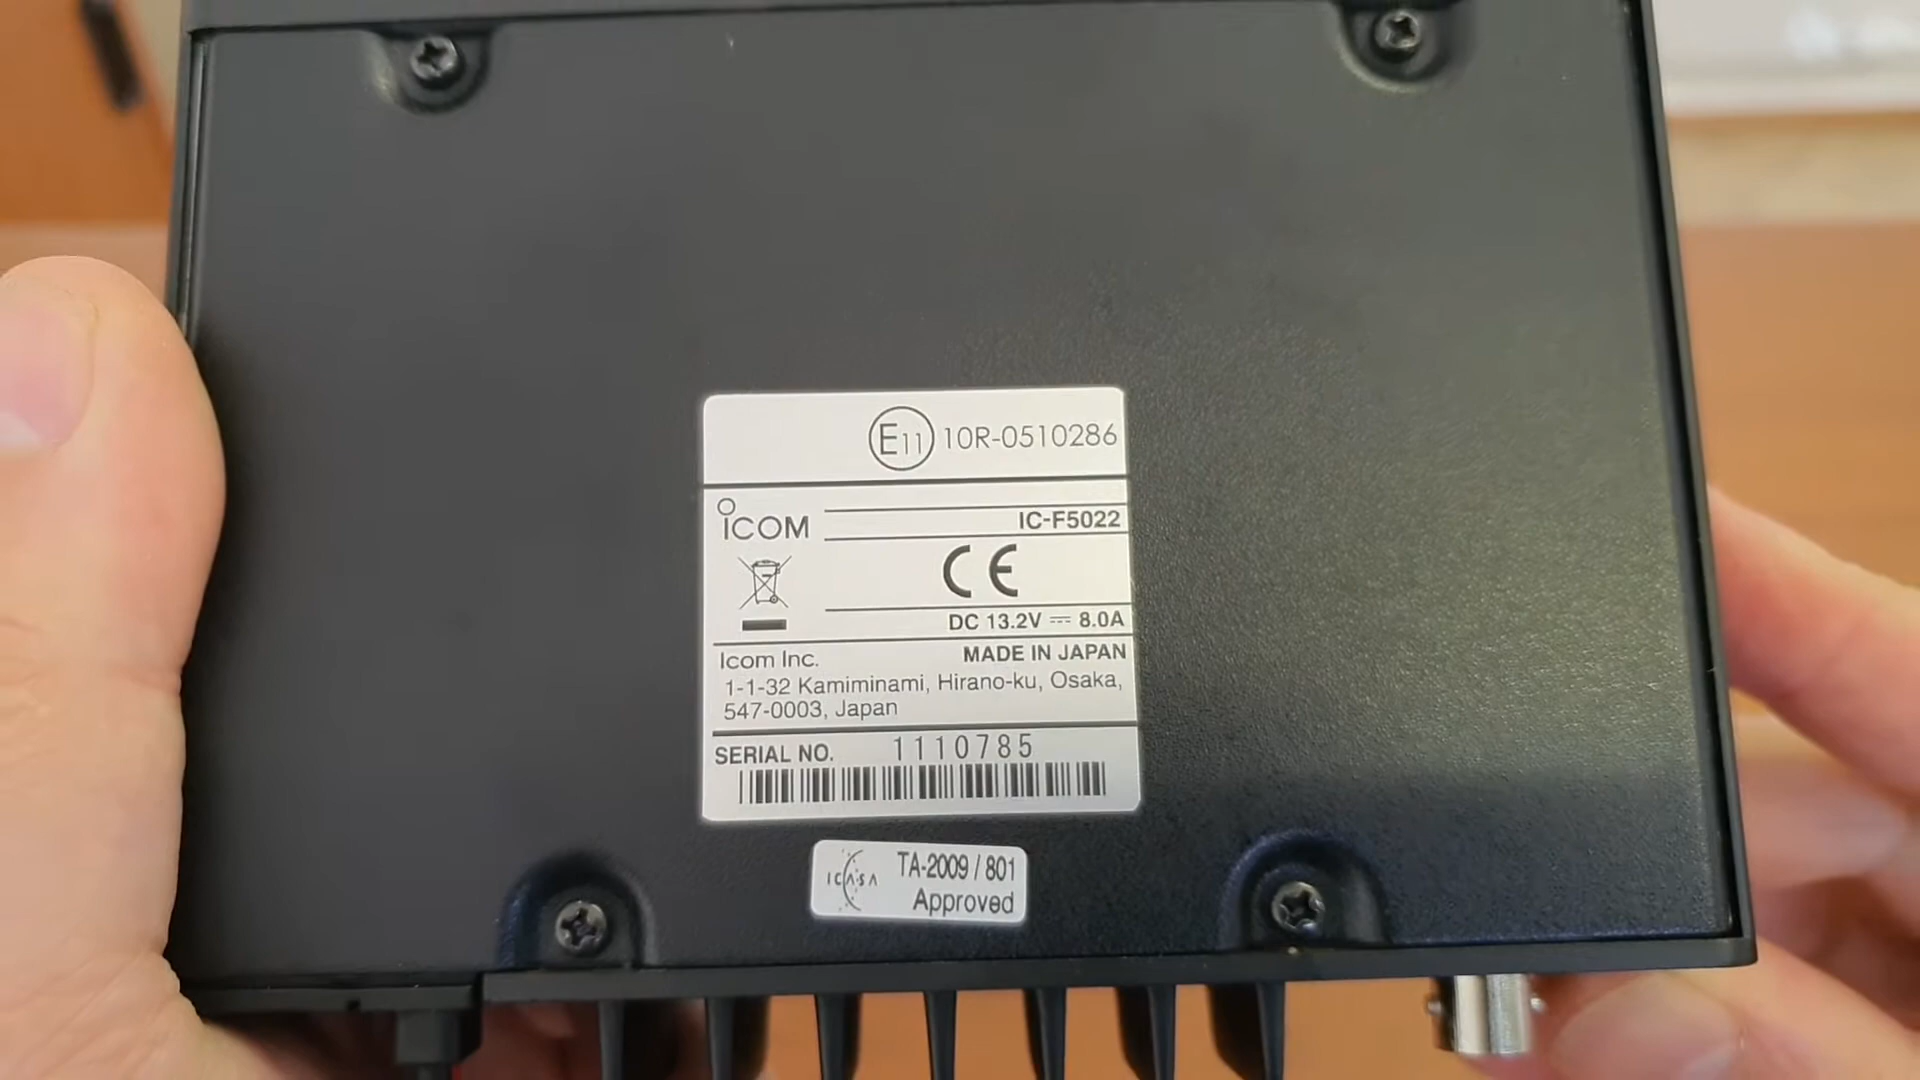 E11 10R-0510286
ICOM
IC-F5022
CE
DC 13.2V ⎓ 8.0A
Icom Inc. MADE IN JAPAN
1-1-32 Kamiminami, Hirano-ku, Osaka,
547-0003, Japan
SERIAL NO. 1110785
ICASA TA-2009 / 801
Approved